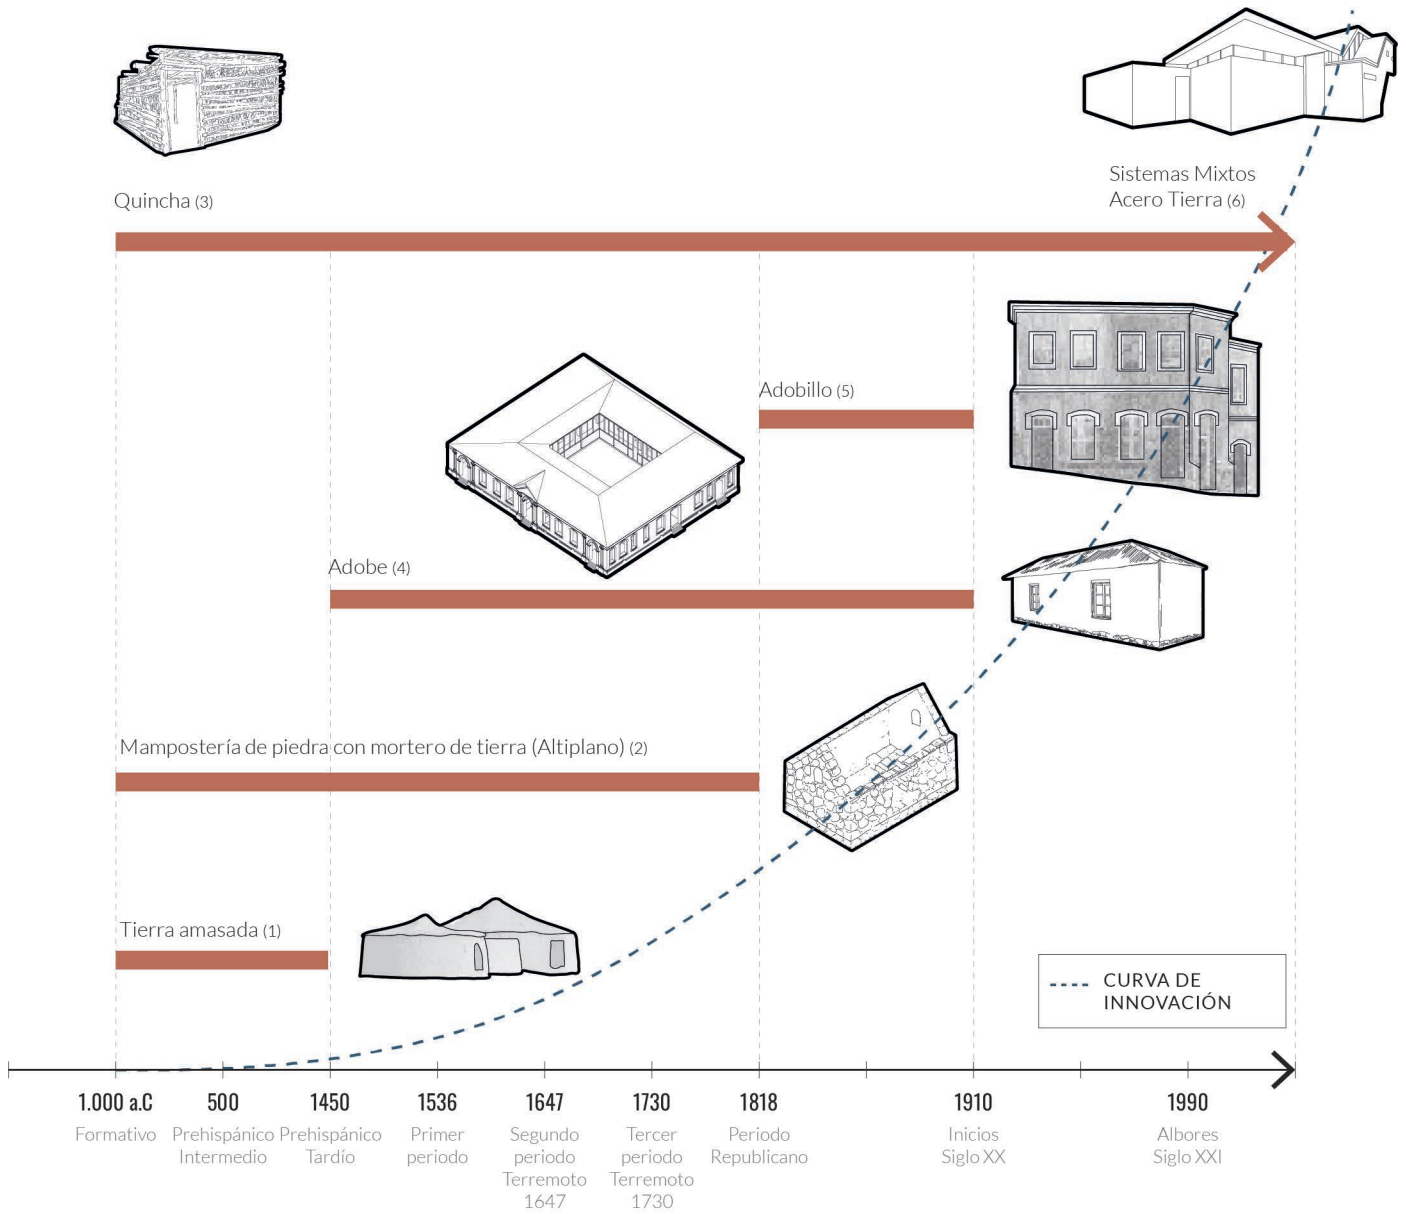 Quincha (3)
Sistemas Mixtos
Acero Tierra (6)
Adobillo (5)
Adobe (4)
Mampostería de piedra con mortero de tierra (Altiplano) (2)
Tierra amasada (1)
CURVA DE
INNOVACIÓN
1.000 a.C
Formativo
500
Prehispánico
Intermedio
1450
Prehispánico
Tardío
1536
Primer
periodo
1647
Segundo
periodo
Terremoto
1647
1730
Tercer
periodo
Terremoto
1730
1818
Periodo
Republicano
1910
Inicios
Siglo XX
1990
Albores
Siglo XXI